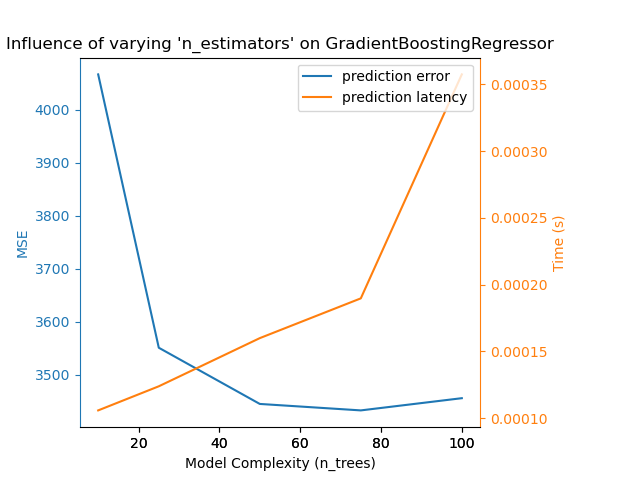 Influence of varying 'n_estimators' on GradientBoostingRegressor
prediction error
prediction latency
4000
3900
3800
3700
3600
3500
MSE
0.00035
0.00030
0.00025
0.00020
0.00015
0.00010
Time (s)
20 40 60 80 100
Model Complexity (n_trees)